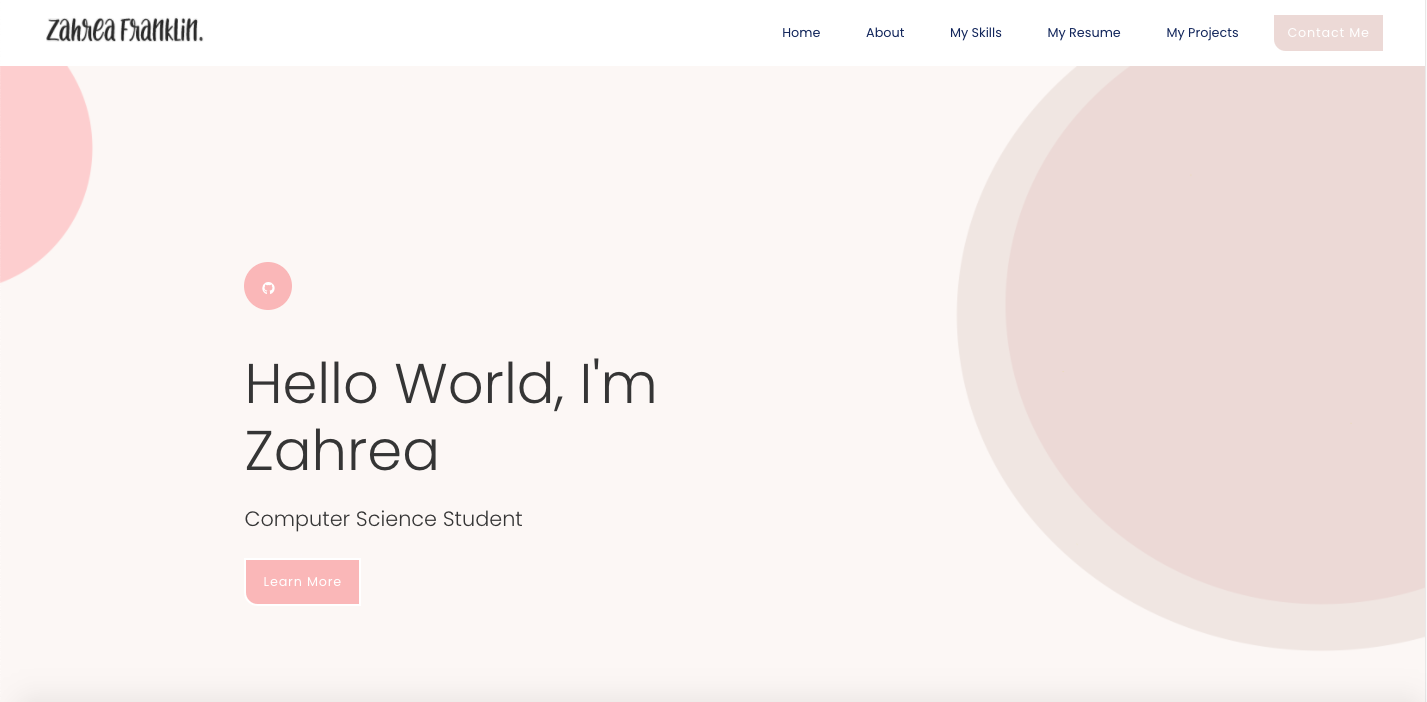 Zahrea Franklin.
Home
About
My Skills
My Resume
My Projects
Contact Me
Hello World, I'm
Zahrea
Computer Science Student
Learn More